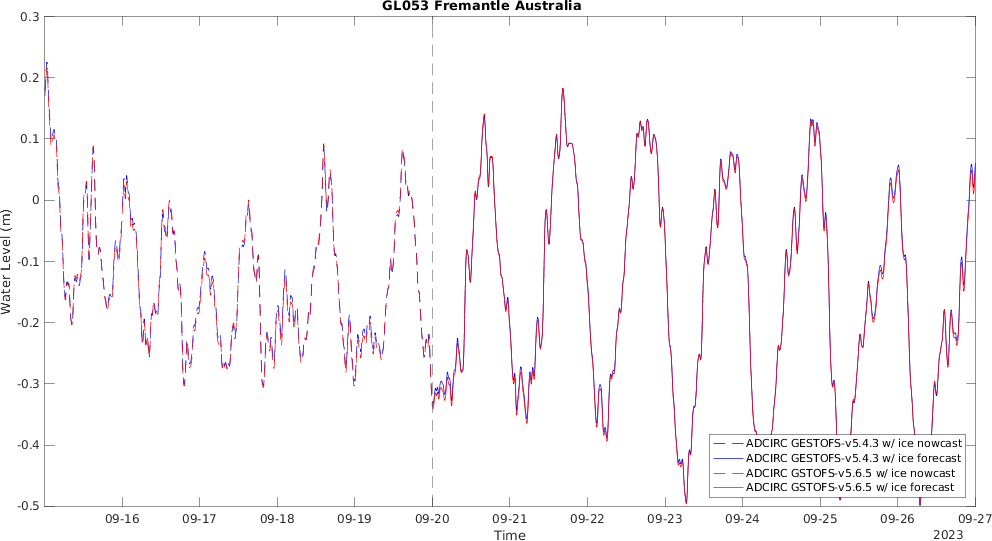 GL053 Fremantle Australia
0.3
0.2
0.1
0
-0.1
-0.2
-0.3
-0.4
-0.5
Water Level (m)
ADCIRC GESTOFS-v5.4.3 w/ ice nowcast
ADCIRC GESTOFS-v5.4.3 w/ ice forecast
ADCIRC GSTOFS-v5.6.5 w/ ice nowcast
ADCIRC GSTOFS-v5.6.5 w/ ice forecast
09-16 09-17 09-18 09-19 09-20 09-21 09-22 09-23 09-24 09-25 09-26 09-27
Time
2023